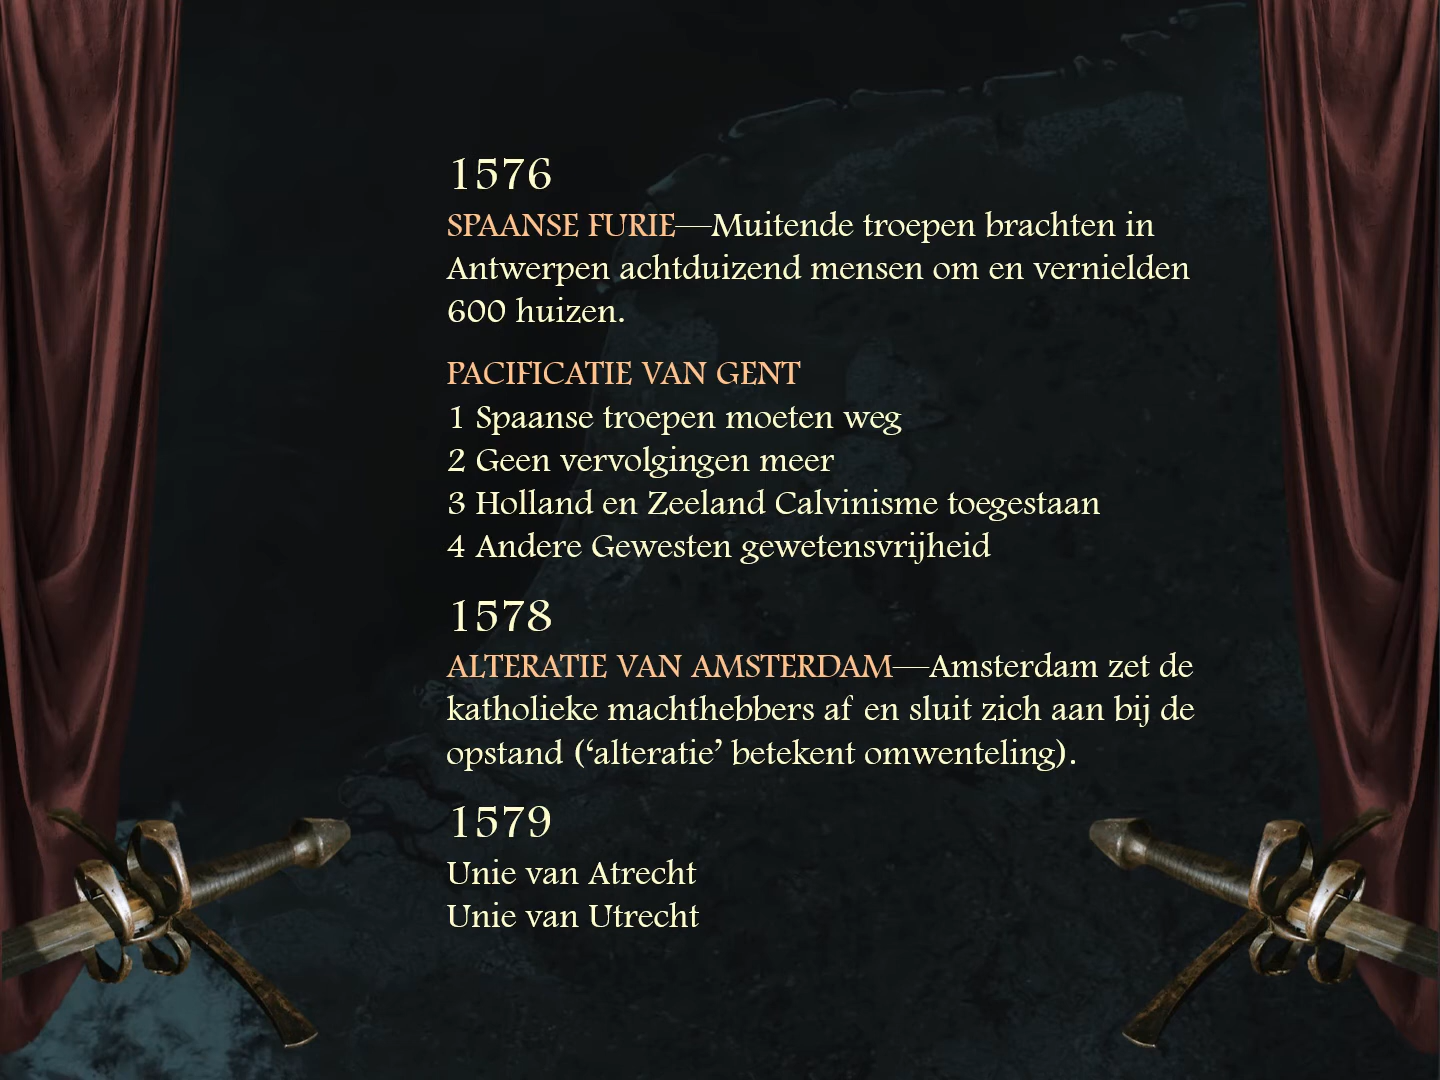 1576
SPAANSE FURIE—Muitende troepen brachten in
Antwerpen achtduizend mensen om en vernielden
600 huizen.
PACIFICATIE VAN GENT
1 Spaanse troepen moeten weg
2 Geen vervolgingen meer
3 Holland en Zeeland Calvinisme toegestaan
4 Andere Gewesten gewetensvrijheid
1578
ALTERATIE VAN AMSTERDAM—Amsterdam zet de
katholieke machthebbers af en sluit zich aan bij de
opstand (‘alteratie’ betekent omwenteling).
1579
Unie van Atrecht
Unie van Utrecht